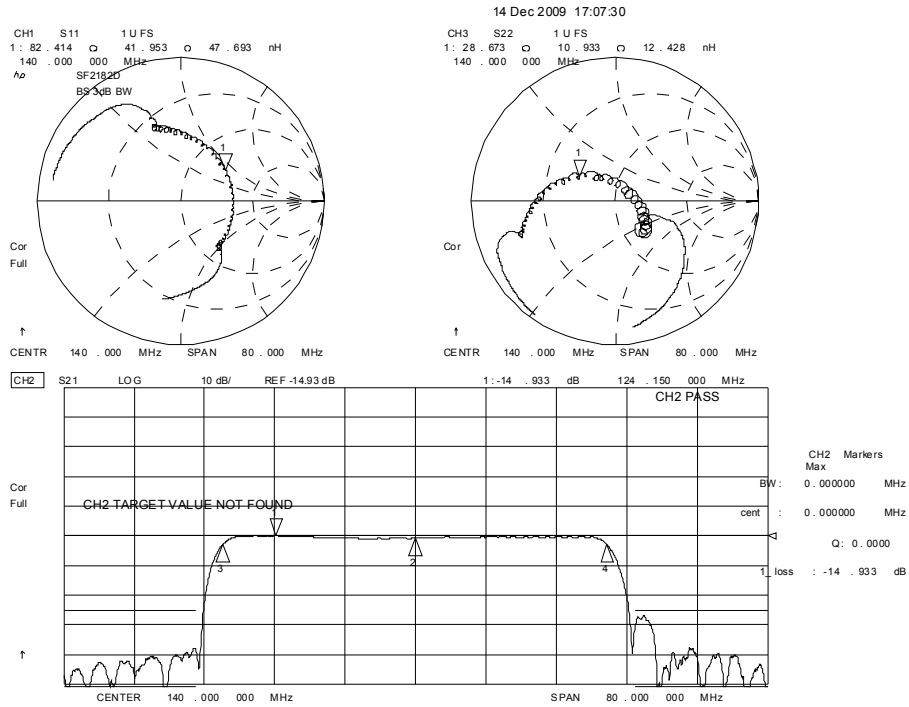 14 Dec 2009 17:07:30
CH1 S11 1 U FS
1: 82 . 414 Ω 41 . 953 Ω 47 . 693 nH
140 . 000 000 MHz
hp
SF2182D
BS 3dB BW
1
Cor
Full
↑
CENTR 140 . 000 MHz SPAN 80 . 000 MHz
CH3 S22 1 U FS
1: 28 . 673 Ω 10 . 933 Ω 12 . 428 nH
140 . 000 000 MHz
1
Cor
↑
CENTR 140 . 000 MHz SPAN 80 . 000 MHz
CH2 S21 LOG 10 dB/ REF -14.93 dB 1:-14 . 933 dB 124 . 150 000 MHz
CH2 PASS
Cor
Full
CH2 TARGET VALUE NOT FOUND
3
2
4
↑
CH2 Markers
Max
BW : 0 . 000000 MHz
cent : 0 . 000000 MHz
Q: 0 . 0000
1_loss : -14 . 933 dB
CENTER 140 . 000 000 MHz SPAN 80 . 000 000 MHz